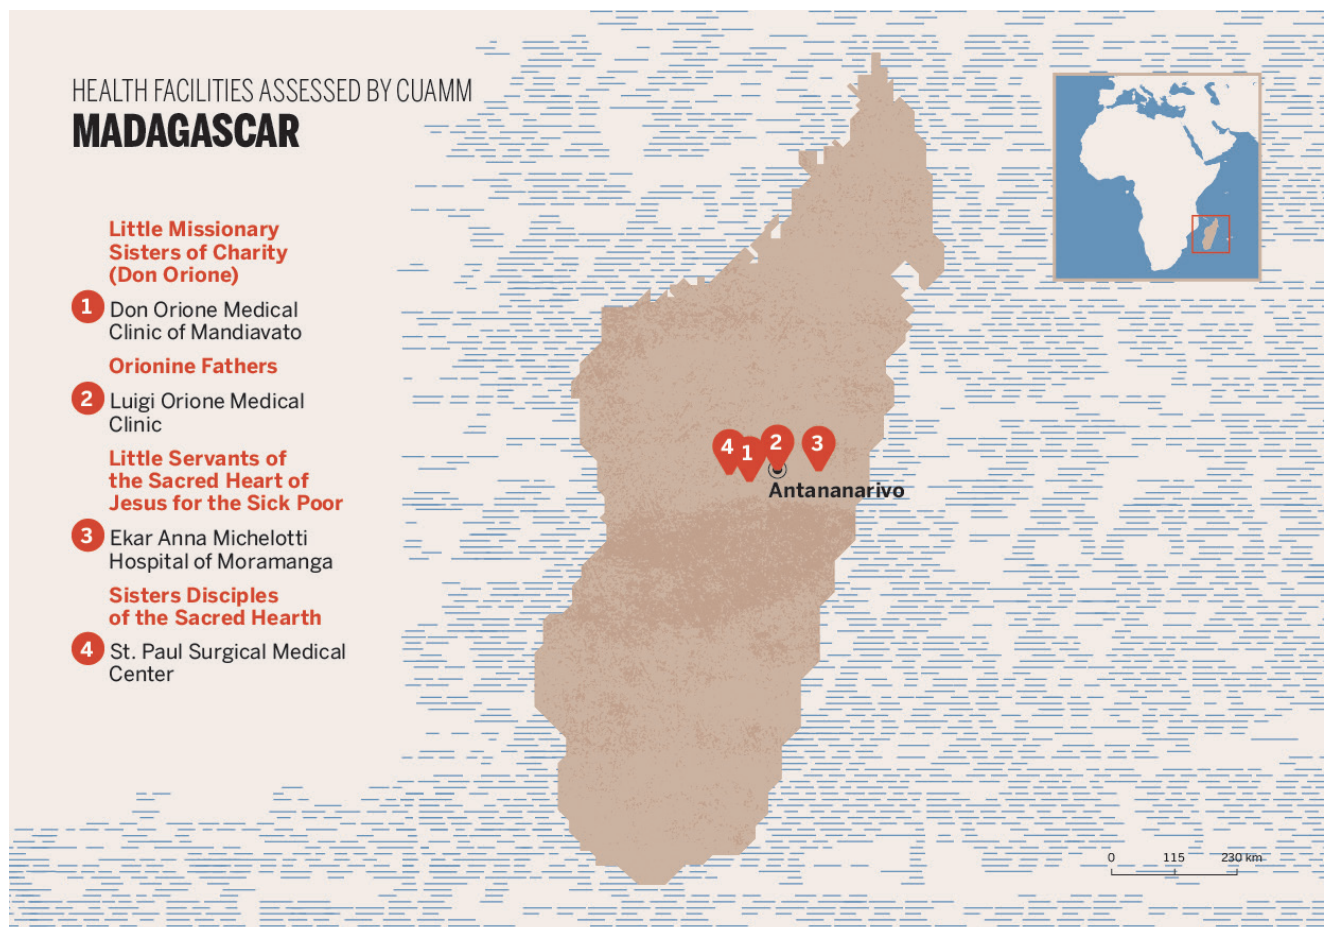 HEALTH FACILITIES ASSESSED BY CUAMM
MADAGASCAR
Little Missionary
Sisters of Charity
(Don Orione)
1 Don Orione Medical
Clinic of Mandiavato
Orionine Fathers
2 Luigi Orione Medical
Clinic
Little Servants of
the Sacred Heart of
Jesus for the Sick Poor
3 Ekar Anna Michelotti
Hospital of Moramanga
Sisters Disciples
of the Sacred Hearth
4 St. Paul Surgical Medical
Center
4 1 2 3
Antananarivo
0 115 230 km